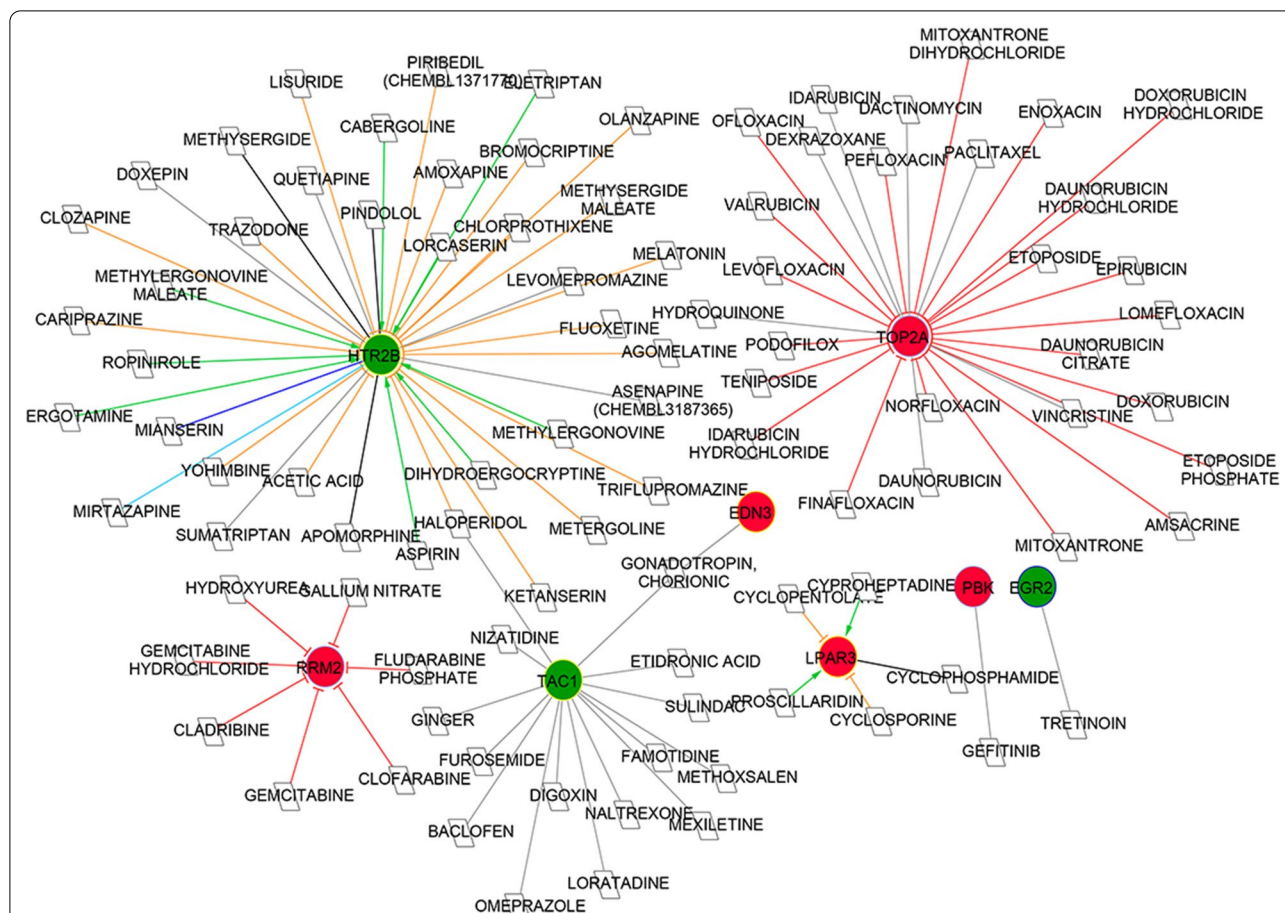 MITOXANTRONE
DIHYDROCHLORIDE
PIRIBEDIL
(CHEMBL1371770)
ELETRIPTAN
LISURIDE
IDARUBICIN
DACTINOMYCIN
DOXORUBICIN
HYDROCHLORIDE
ENOXACIN
OLANZAPINE
OFLOXACIN
CABERGOLINE
DEXRAZOXANE
METHYSERGIDE
BROMOCRIPTINE
PEFLOXACIN
PACLITAXEL
DOXEPIN
QUETIAPINE
AMOXAPINE
METHYSERGIDE
MALEATE
DAUNORUBICIN
HYDROCHLORIDE
VALRUBICIN
CLOZAPINE
PINDOLOL
CHLORPROTHIXENE
TRAZODONE
LORCASERIN
MELATONIN
ETOPOSIDE
METHYLERGONOVINE
MALEATE
LEVOMEPROMAZINE
LEVOFLOXACIN
EPIRUBICIN
CARIPRAZINE
HYDROQUINONE
LOMEFLOXACIN
FLUOXETINE
TOP2A
PODOFILOX
DAUNORUBICIN
CITRATE
HTR2B
AGOMELATINE
ROPINIROLE
TENIPOSIDE
ASENAPINE
(CHEMBL3187365)
NORFLOXACIN
DOXORUBICIN
ERGOTAMINE
VINCRISTINE
MIANSERIN
METHYLERGONOVINE
IDARUBICIN
HYDROCHLORIDE
YOHIMBINE
DIHYDROERGOCRYPTINE
ETOPOSIDE
PHOSPHATE
ACETIC ACID
TRIFLUPROMAZINE
DAUNORUBICIN
FINAFLOXACIN
MIRTAZAPINE
HALOPERIDOL
METERGOLINE
EDN3
AMSACRINE
SUMATRIPTAN
APOMORPHINE
ASPIRIN
MITOXANTRONE
GONADOTROPIN,
CHORIONIC
HYDROXYUREA
GALLIUM NITRATE
KETANSERIN
CYPROHEPTADINE
CYCLOPENTOLATE
PBK
EGR2
NIZATIDINE
GEMCITABINE
HYDROCHLORIDE
RRM2
FLUDARABINE
PHOSPHATE
ETIDRONIC ACID
LPAR3
TAC1
CYCLOPHOSPHAMIDE
PROSCILLARIDIN
SULINDAC
CYCLOSPORINE
GINGER
TRETINOIN
CLADRIBINE
GEFITINIB
FUROSEMIDE
FAMOTIDINE
METHOXSALEN
CLOFARABINE
GEMCITABINE
DIGOXIN
NALTREXONE
MEXILETINE
BACLOFEN
LORATADINE
OMEPRAZOLE